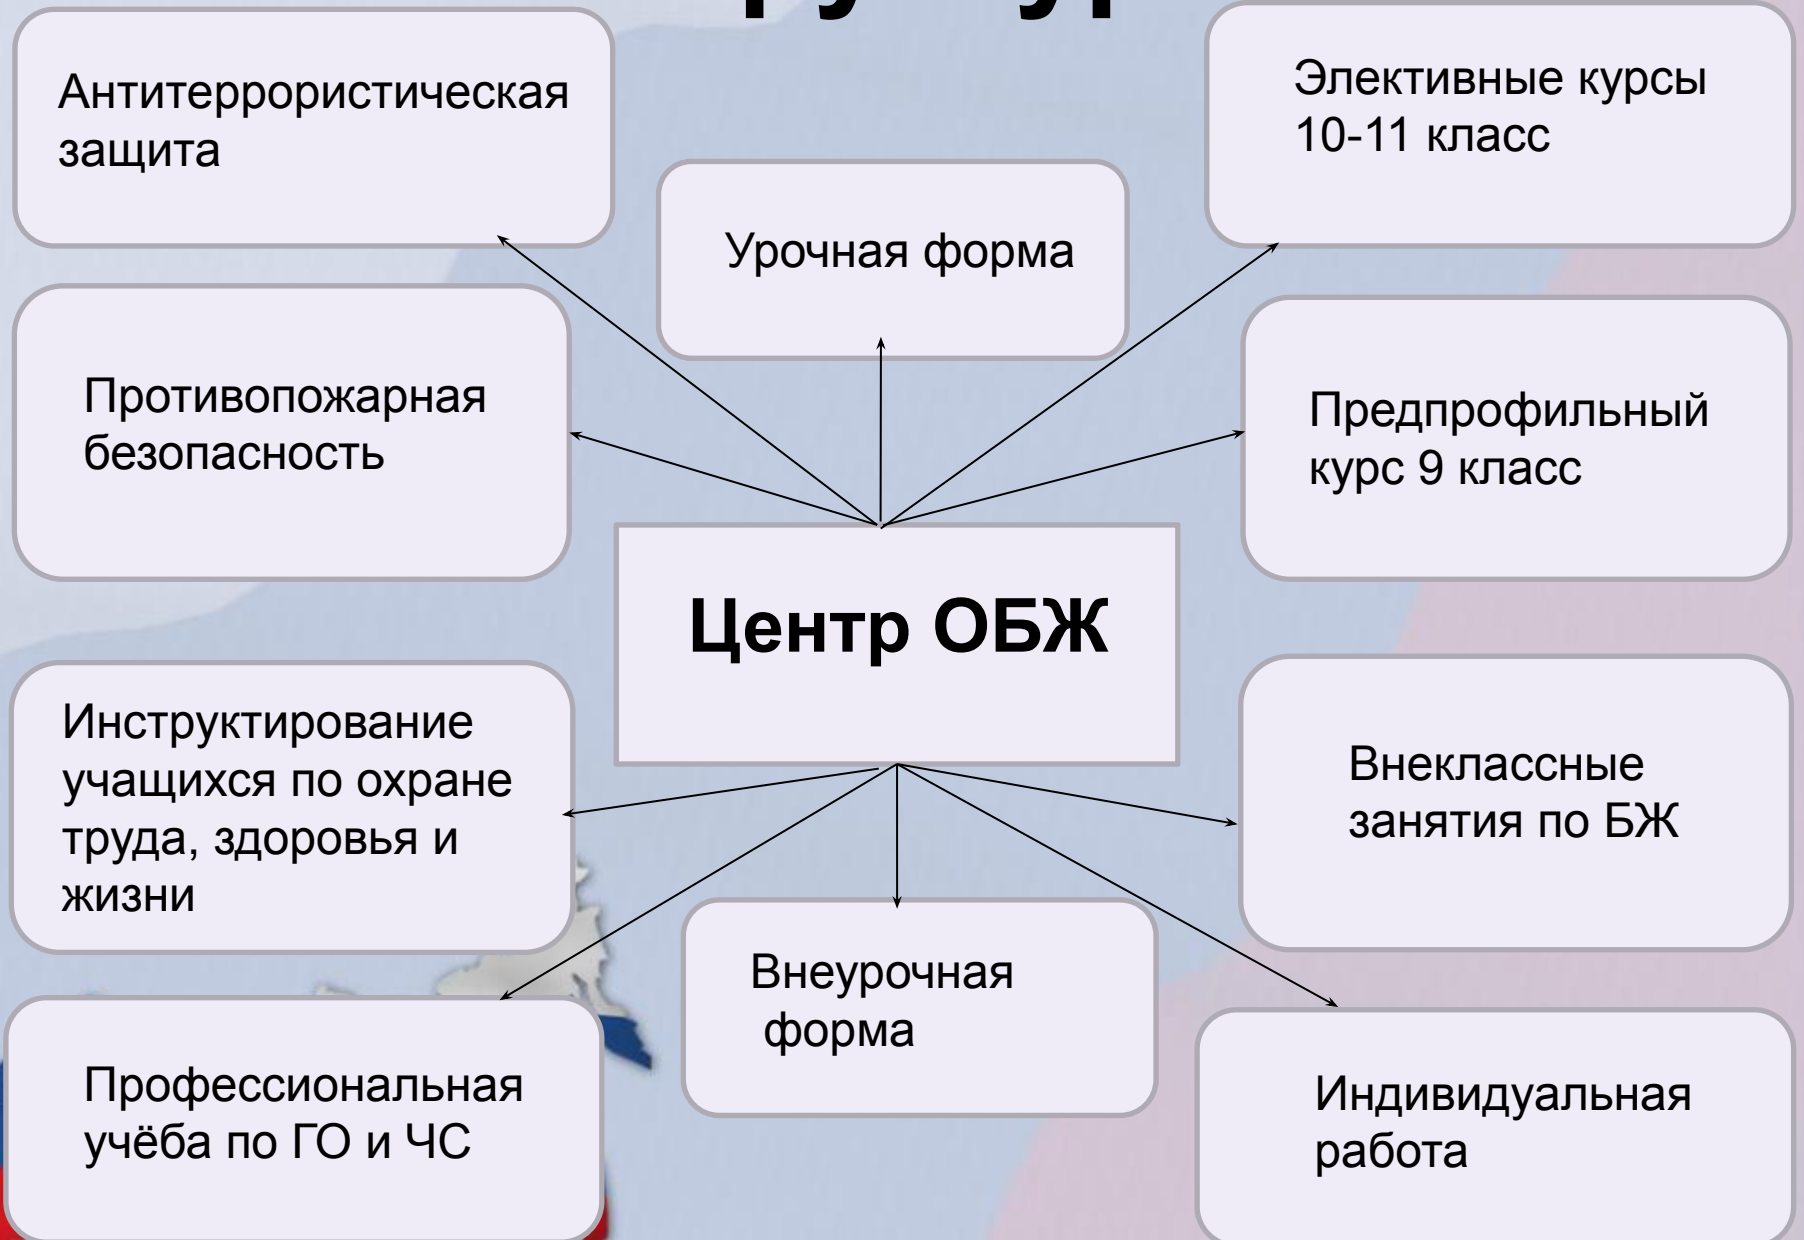 Антитеррористическая
защита
Элективные курсы
10-11 класс
Урочная форма
Противопожарная
безопасность
Предпрофильный
курс 9 класс
Центр ОБЖ
Инструктирование
учащихся по охране
труда, здоровья и
жизни
Внеклассные
занятия по БЖ
Внеурочная
форма
Профессиональная
учёба по ГО и ЧС
Индивидуальная
работа